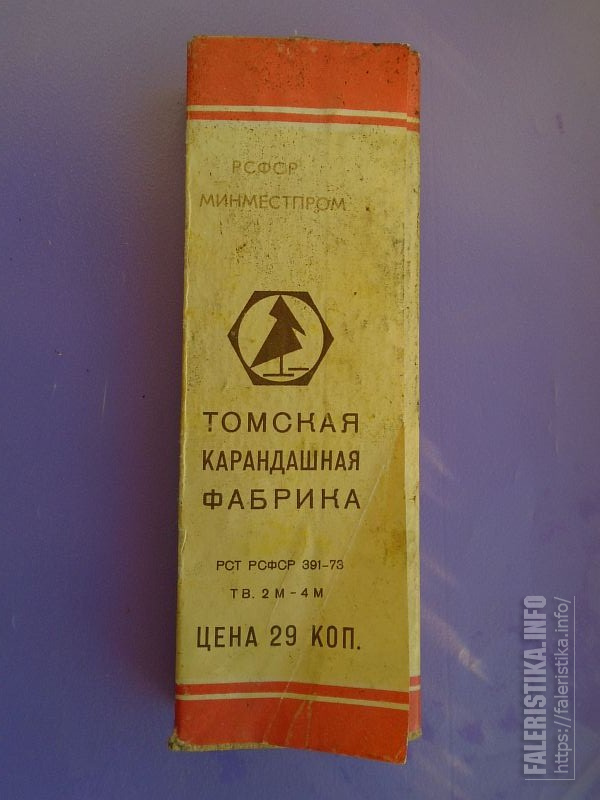 РСФСР
МИНМЕСТПРОМ
ТОМСКАЯ
КАРАНДАШНАЯ
ФАБРИКА
РСТ РСФСР 391-73
ТВ. 2М-4М
ЦЕНА 29 КОП.
FALERISTIKA.INFO
https://faleristika.info/